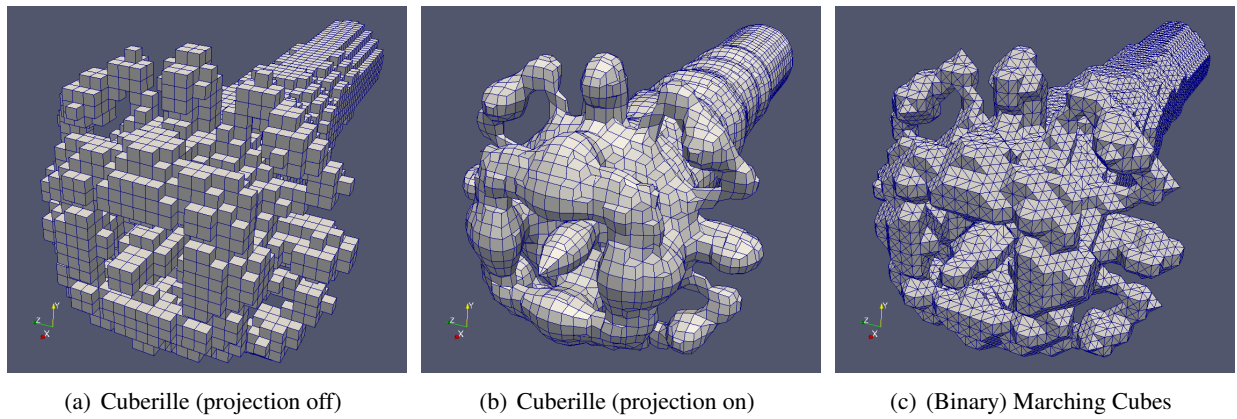 Y
Z
X
Y
Z
X
Y
Z
X
(a) Cuberille (projection off)
(b) Cuberille (projection on)
(c) (Binary) Marching Cubes